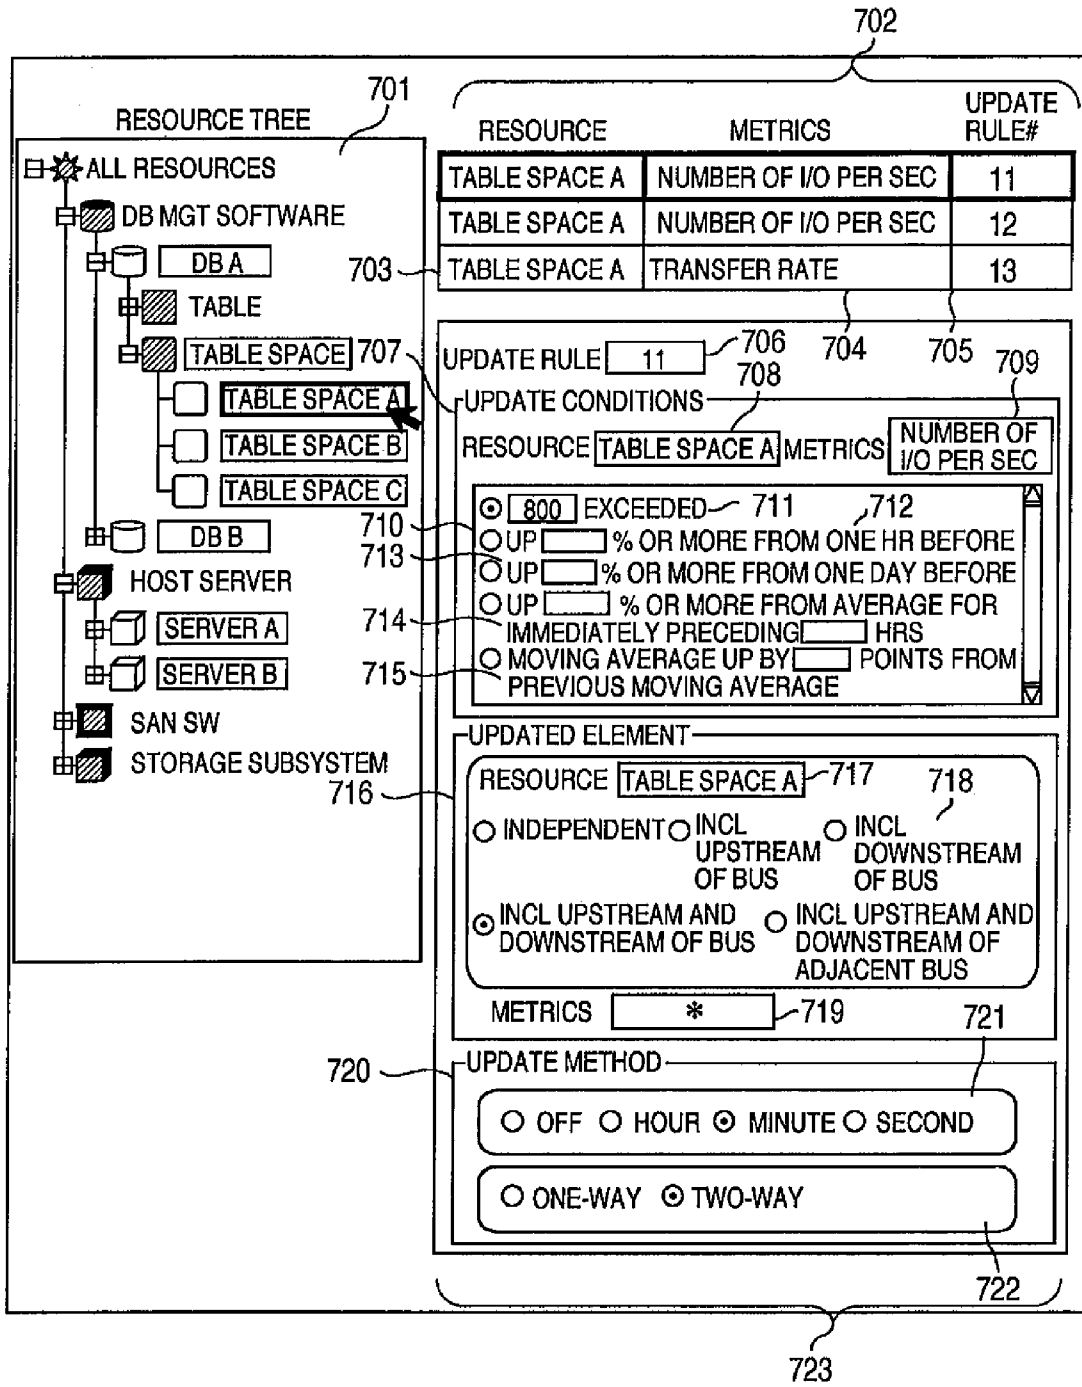 702
701
RESOURCE TREE
ALL RESOURCES
DB MGT SOFTWARE
DB A
TABLE
TABLE SPACE
TABLE SPACE A
TABLE SPACE B
TABLE SPACE C
DB B
HOST SERVER
SERVER A
SERVER B
SAN SW
STORAGE SUBSYSTEM
RESOURCE METRICS UPDATE RULE#
TABLE SPACE A NUMBER OF I/O PER SEC 11
TABLE SPACE A NUMBER OF I/O PER SEC 12
703 TABLE SPACE A TRANSFER RATE 13
704 705
707 UPDATE RULE 11 706
708 709
UPDATE CONDITIONS
RESOURCE TABLE SPACE A METRICS NUMBER OF I/O PER SEC
710 800 EXCEEDED 711 712
UP % OR MORE FROM ONE HR BEFORE
713 UP % OR MORE FROM ONE DAY BEFORE
714 UP % OR MORE FROM AVERAGE FOR
IMMEDIATELY PRECEDING HRS
715 MOVING AVERAGE UP BY POINTS FROM
PREVIOUS MOVING AVERAGE
716 UPDATED ELEMENT
RESOURCE TABLE SPACE A 717 718
INDEPENDENT INCL UPSTREAM OF BUS INCL DOWNSTREAM OF BUS
INCL UPSTREAM AND DOWNSTREAM OF BUS INCL UPSTREAM AND DOWNSTREAM OF ADJACENT BUS
METRICS * 719
721
720 UPDATE METHOD
OFF HOUR MINUTE SECOND
ONE-WAY TWO-WAY
722
723